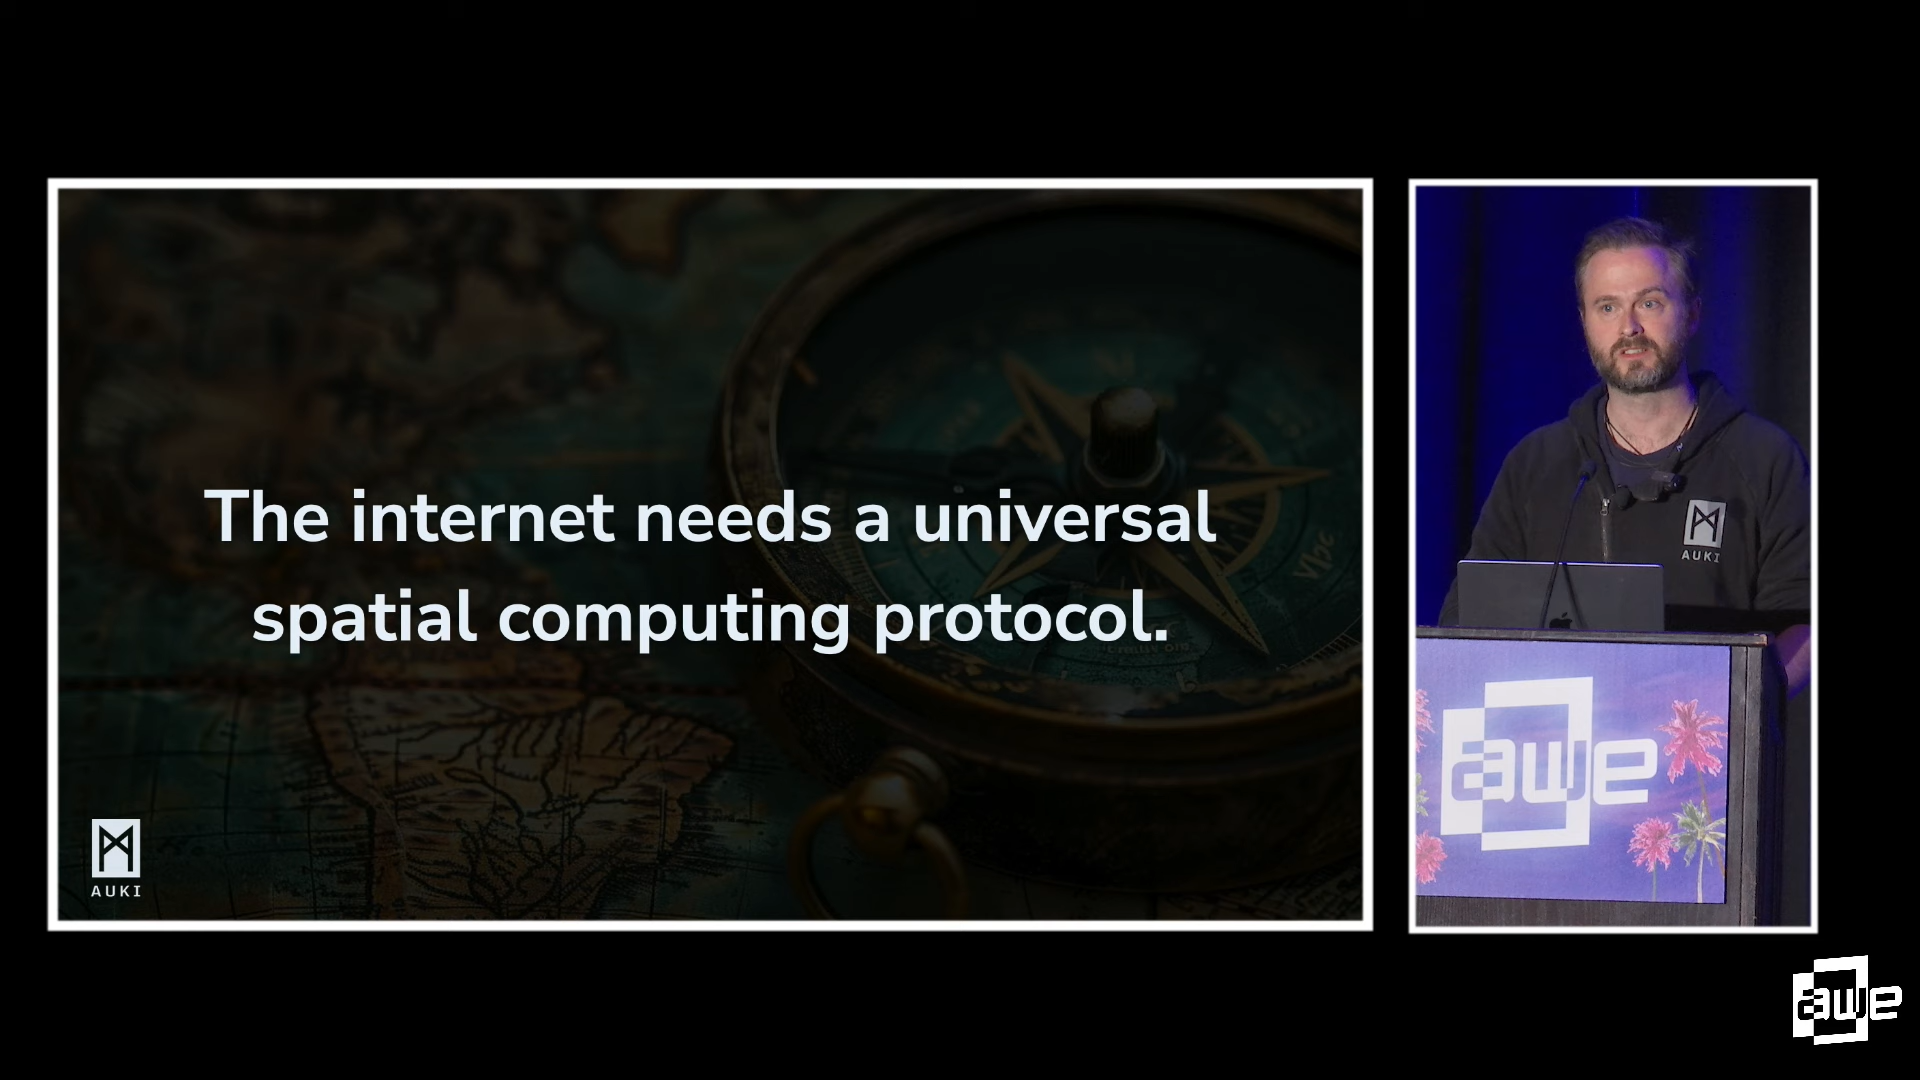 The internet needs a universal
spatial computing protocol.
AUKI
AUKI
awe
awe